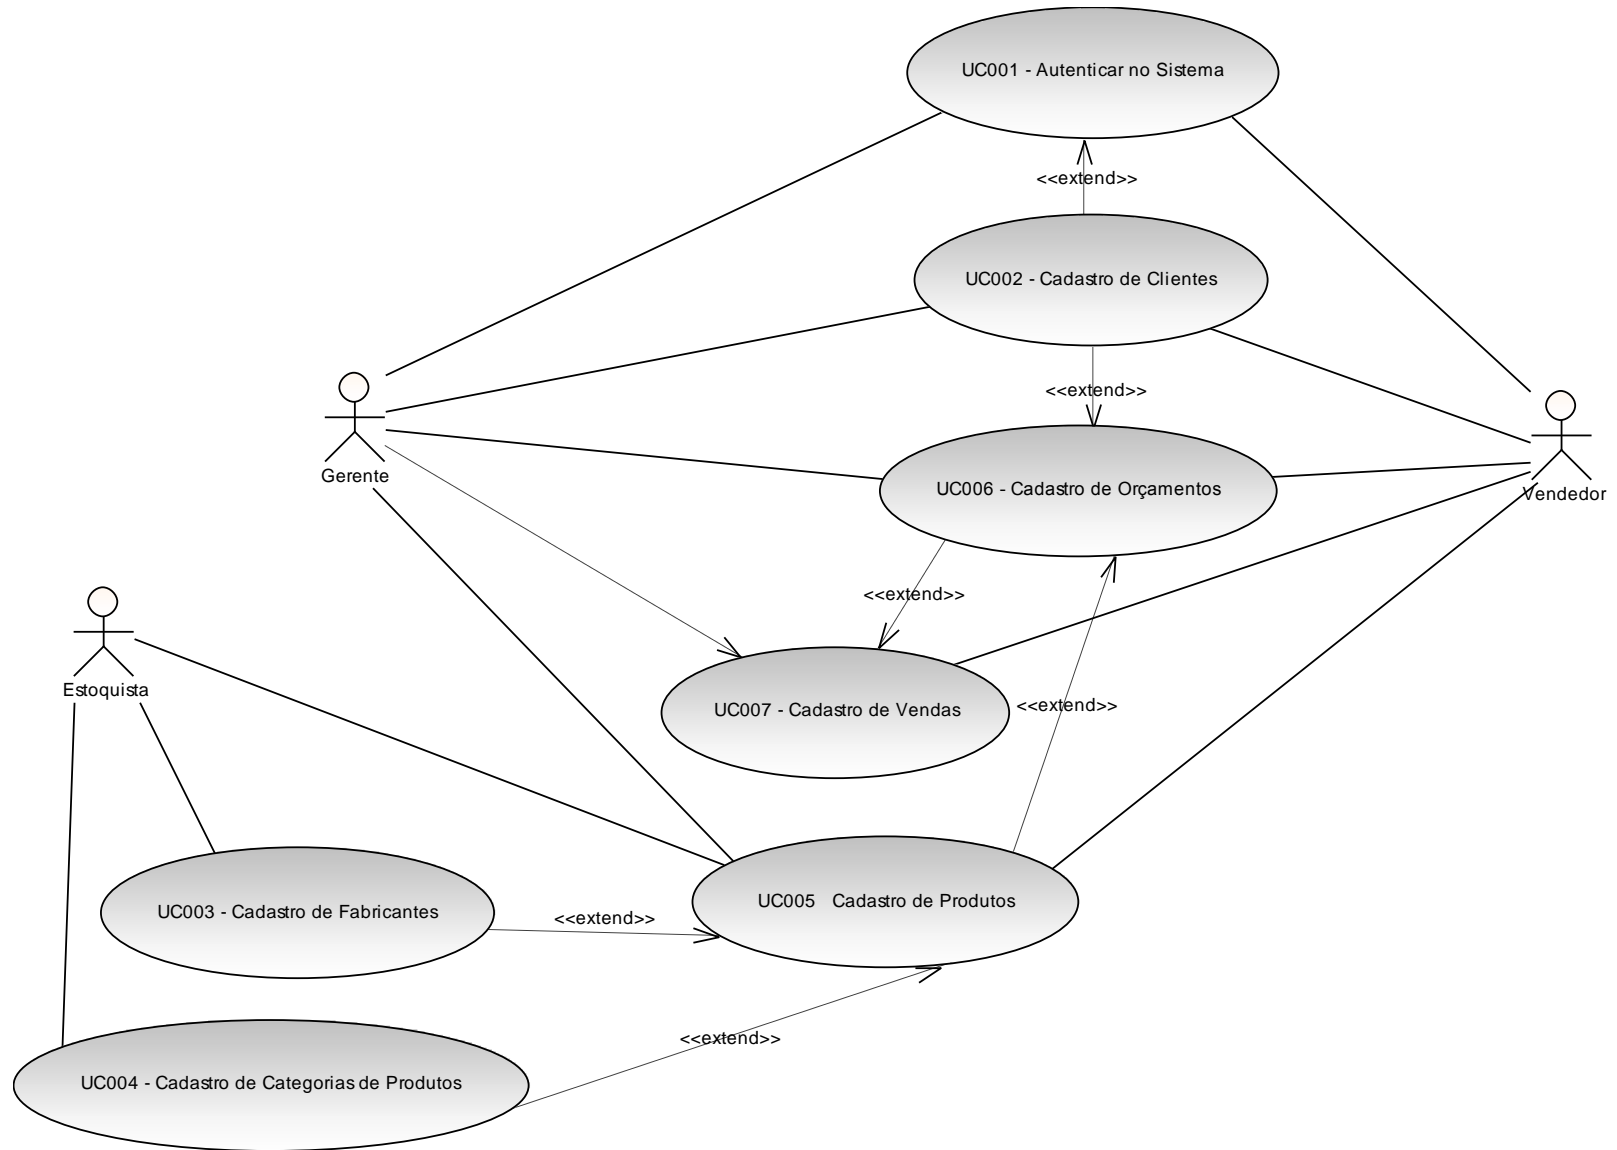 UC001 - Autenticar no Sistema
<<extend>>
UC002 - Cadastro de Clientes
<<extend>>
Gerente
UC006 - Cadastro de Orçamentos
Vendedor
<<extend>>
Estoquista
UC007 - Cadastro de Vendas
<<extend>>
UC005 Cadastro de Produtos
UC003 - Cadastro de Fabricantes
<<extend>>
<<extend>>
UC004 - Cadastro de Categorias de Produtos